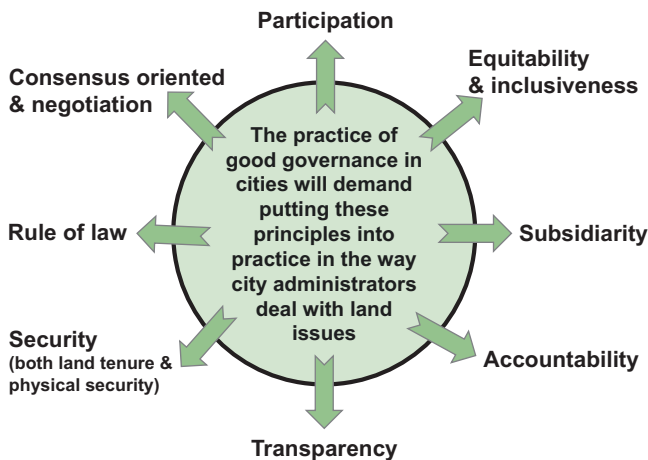 Participation
Equitability
& inclusiveness
Consensus oriented
& negotiation
The practice of
good governance in
cities will demand
putting these
principles into
practice in the way
city administrators
deal with land
issues
Rule of law
Subsidiarity
Security
(both land tenure &
physical security)
Accountability
Transparency